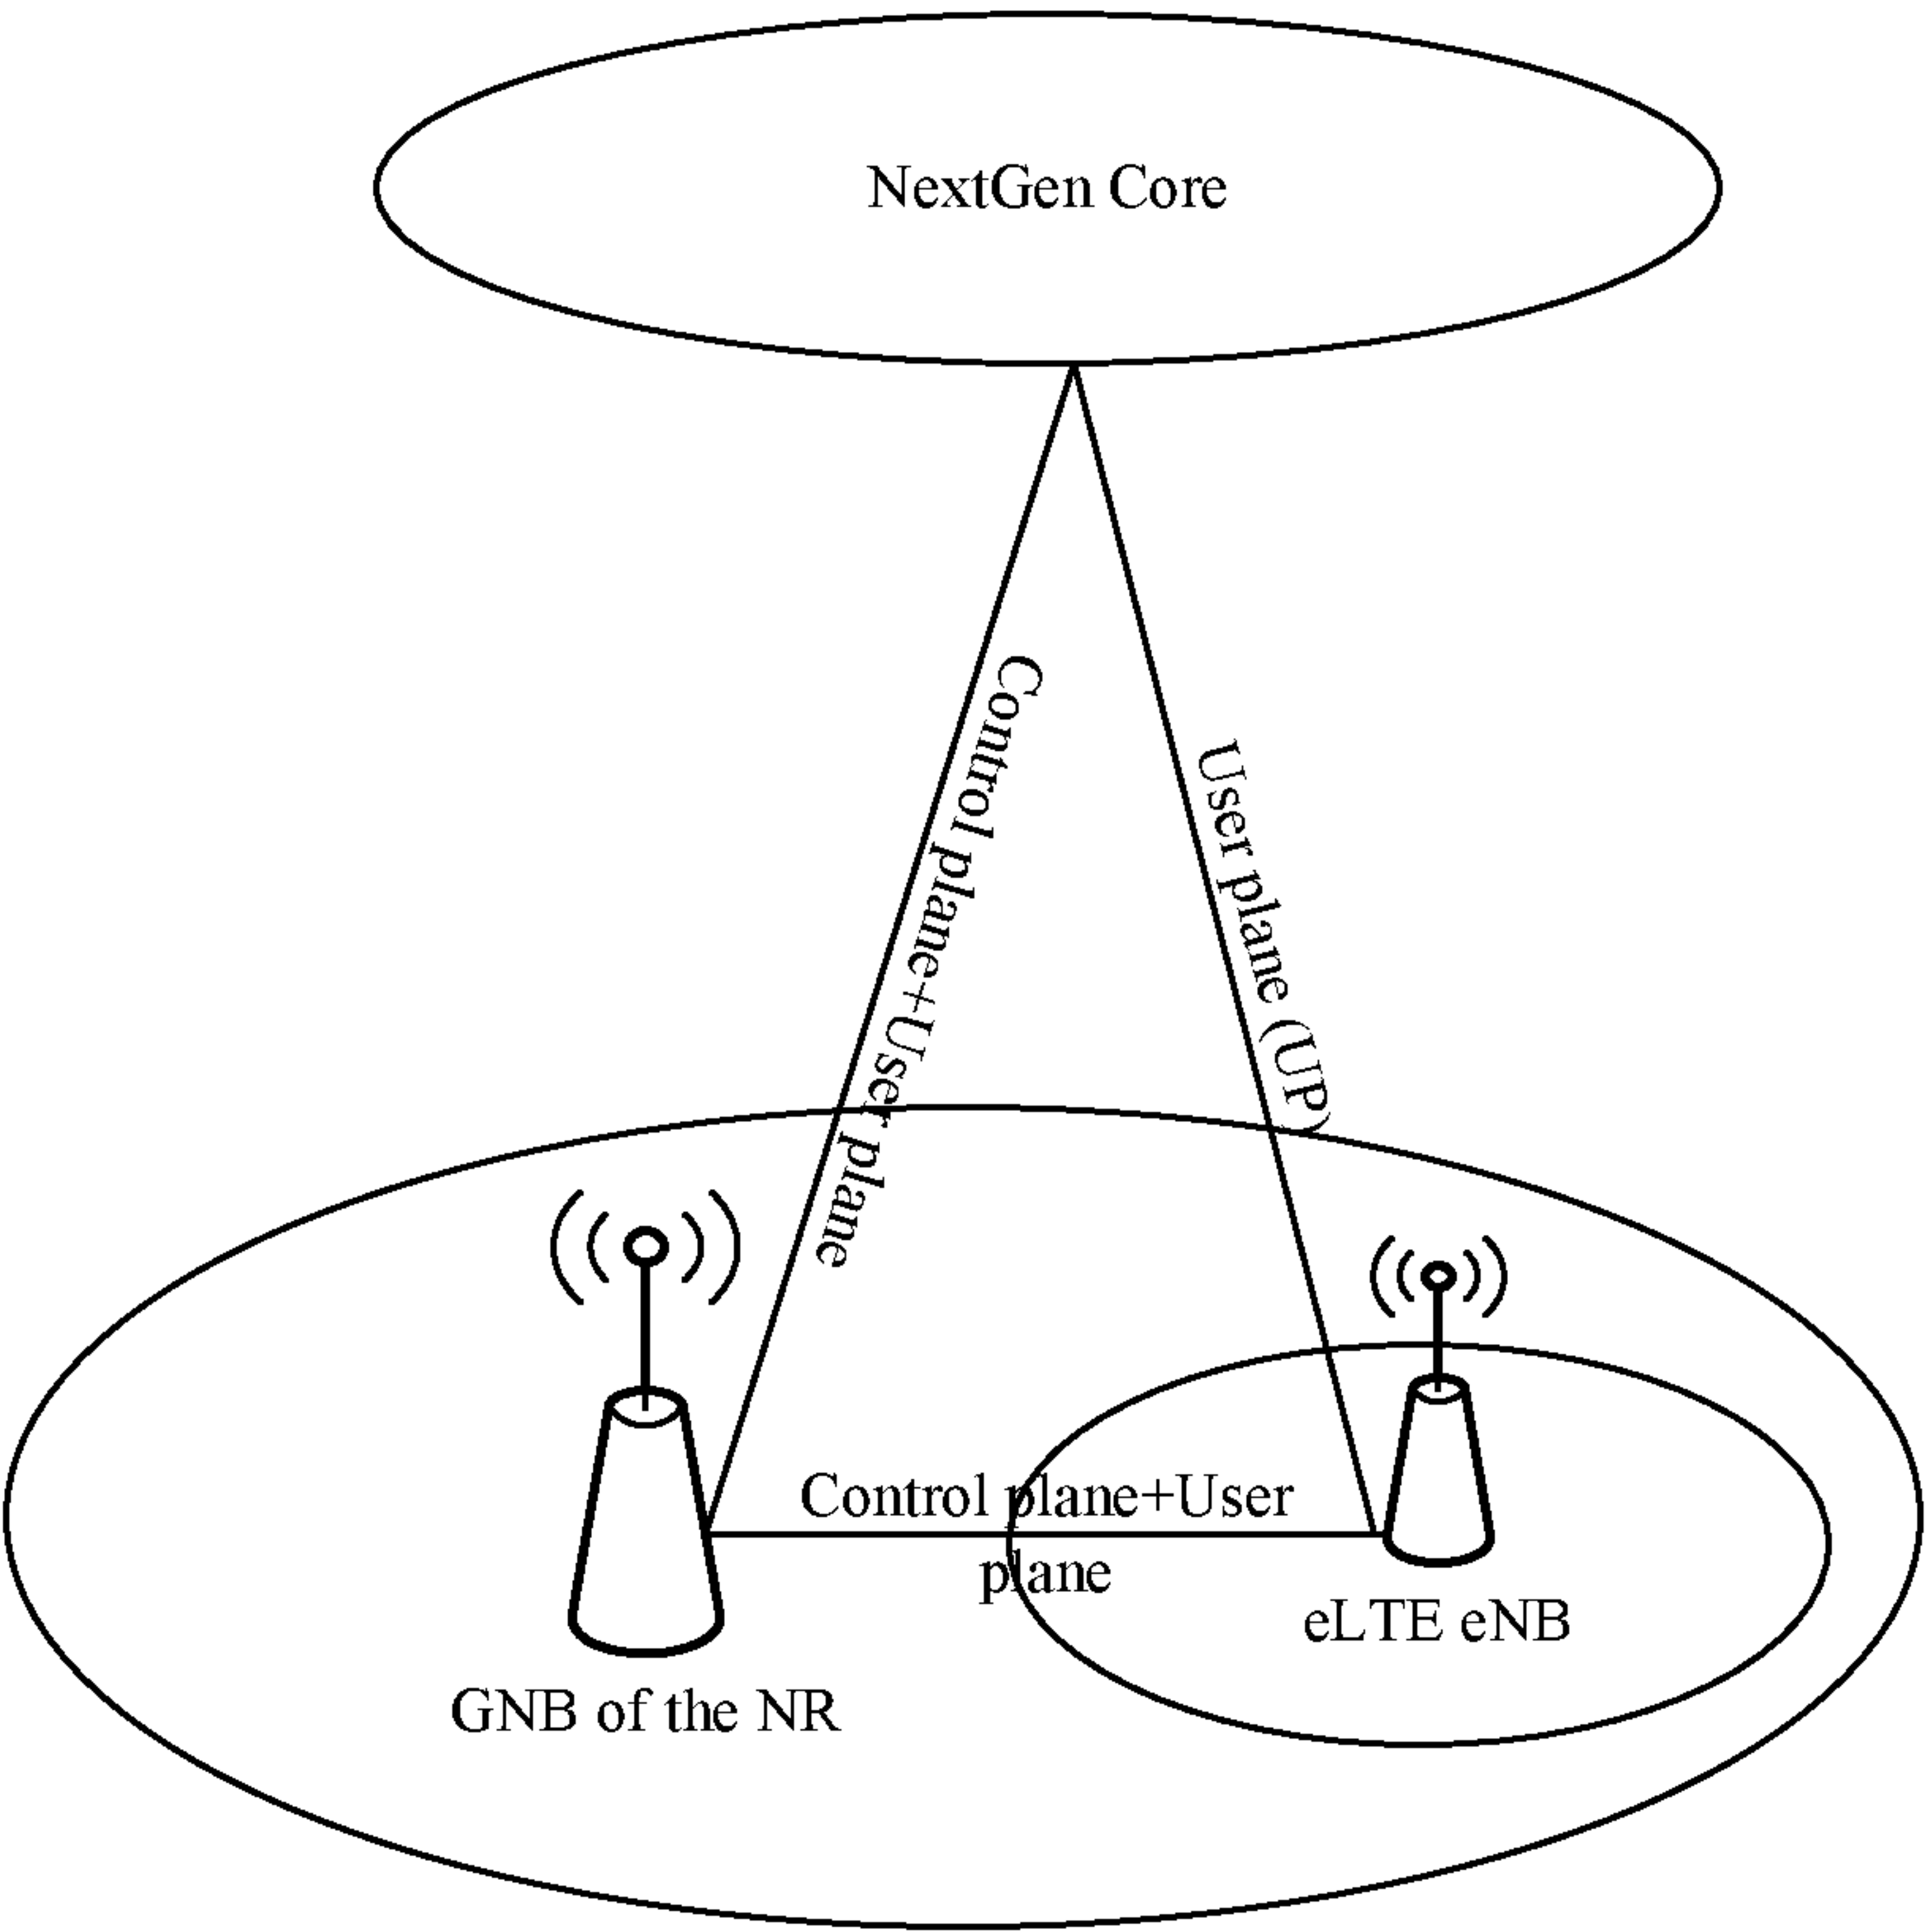 NextGen Core
Control plane+User plane
User plane (UP)
Control plane+User
plane
eLTE eNB
GNB of the NR